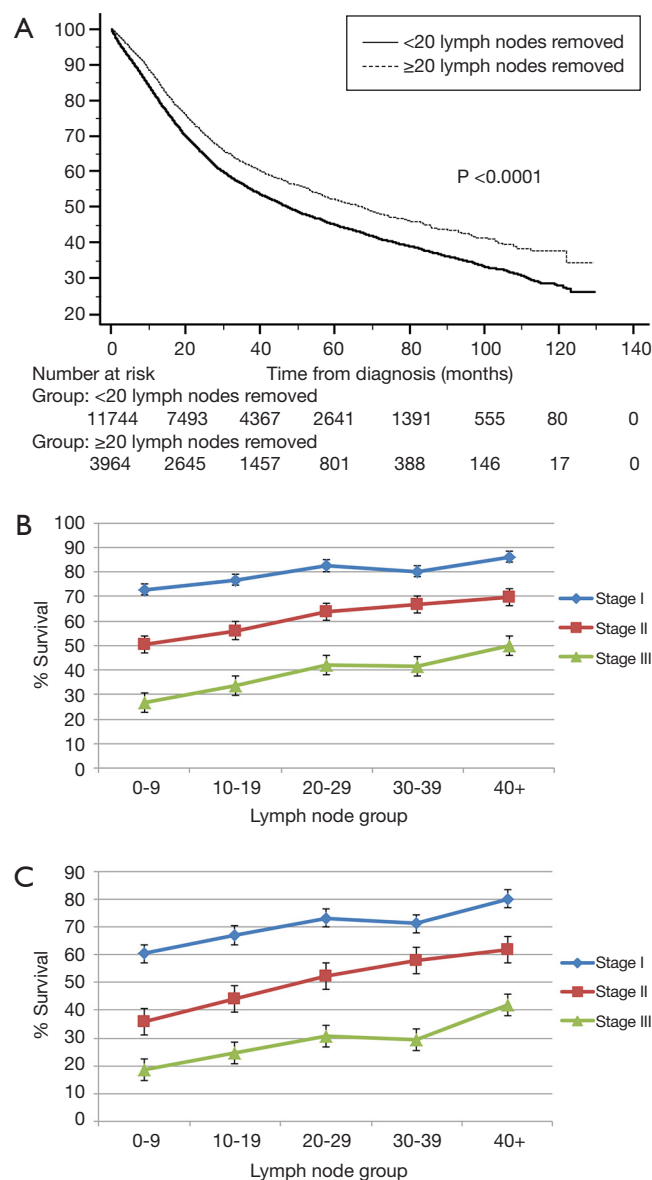 A
100
90
80
70
60
50
40
30
20
<20 lymph nodes removed
≥20 lymph nodes removed
P <0.0001
0 20 40 60 80 100 120 140
Number at risk Time from diagnosis (months)
Group: <20 lymph nodes removed
11744 7493 4367 2641 1391 555 80 0
Group: ≥20 lymph nodes removed
3964 2645 1457 801 388 146 17 0
B
100
90
80
70
60
50
40
30
20
10
0
% Survival
0-9 10-19 20-29 30-39 40+
Lymph node group
Stage I
Stage II
Stage III
C
90
80
70
60
50
40
30
20
10
0
% Survival
0-9 10-19 20-29 30-39 40+
Lymph node group
Stage I
Stage II
Stage III